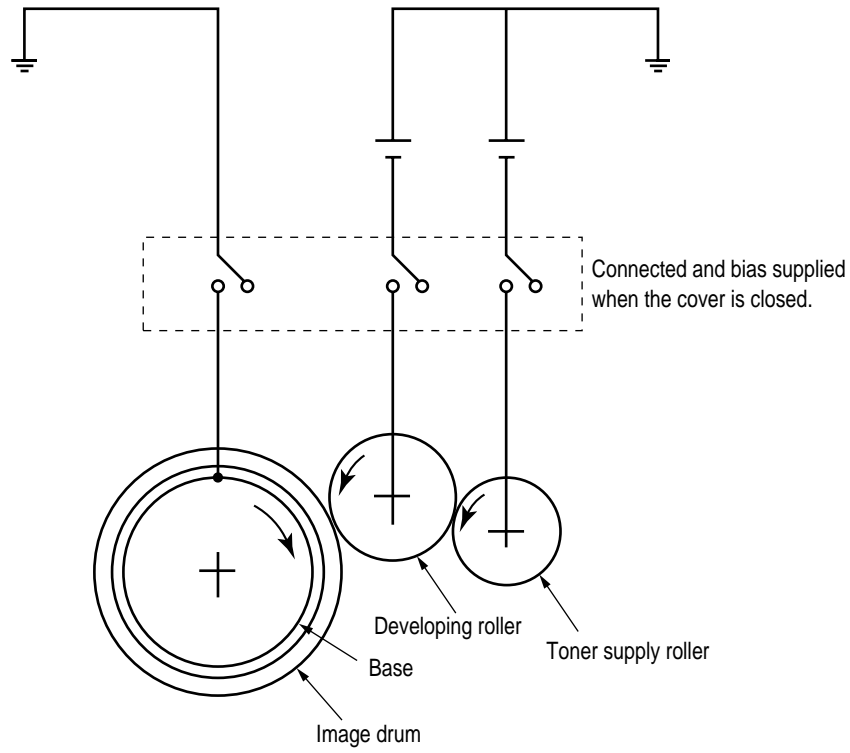 Connected and bias supplied
when the cover is closed.
Developing roller
Toner supply roller
Base
Image drum